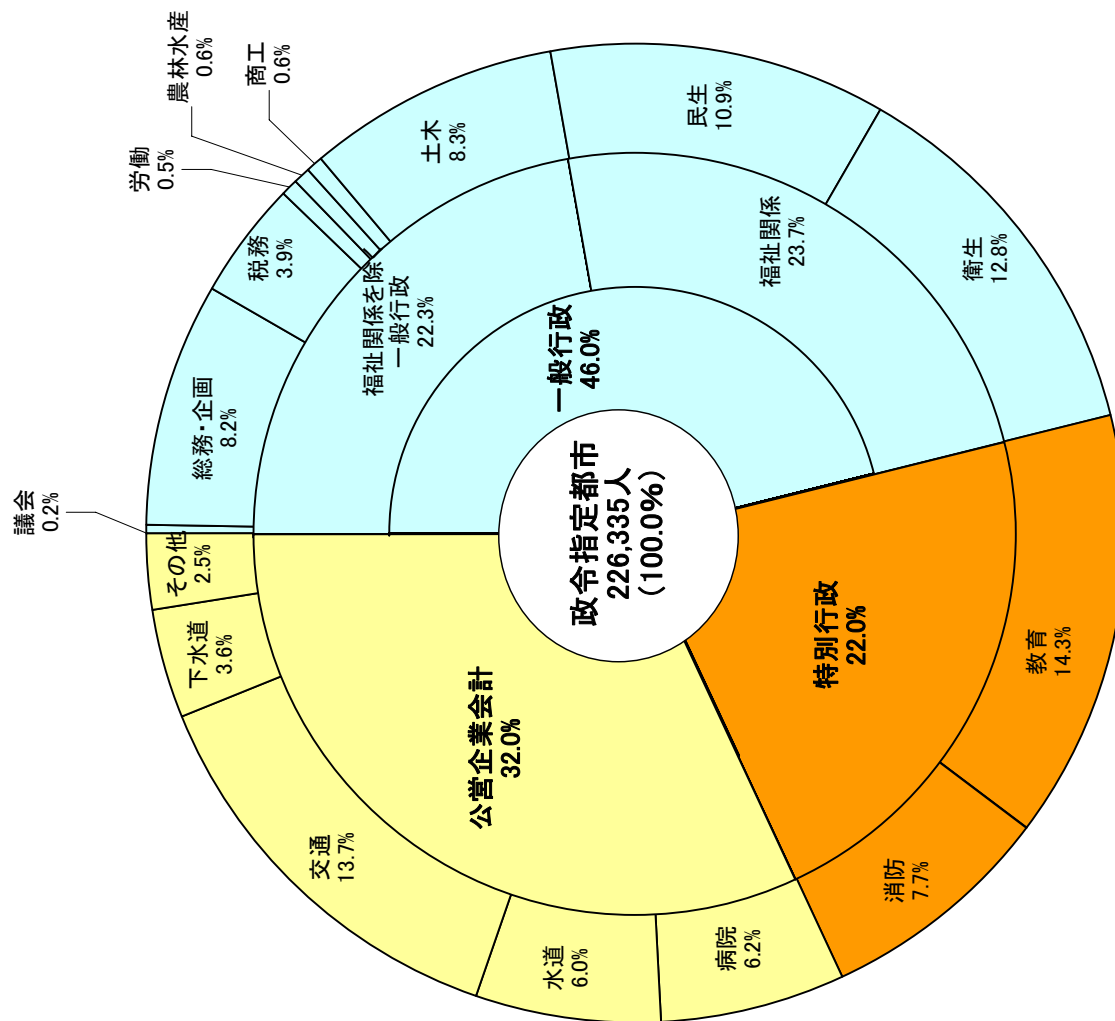 政令指定都市
226,335人
(100.0%)
一般行政
46.0%
福祉関係を除
一般行政
22.3%
福祉関係
23.7%
議会
0.2%
総務・企画
8.2%
税務
3.9%
労働
0.5%
農林水産
0.6%
商工
0.6%
土木
8.3%
民生
10.9%
衛生
12.8%
特別行政
22.0%
教育
14.3%
消防
7.7%
公営企業会計
32.0%
病院
6.2%
水道
6.0%
交通
13.7%
下水道
3.6%
その他
2.5%